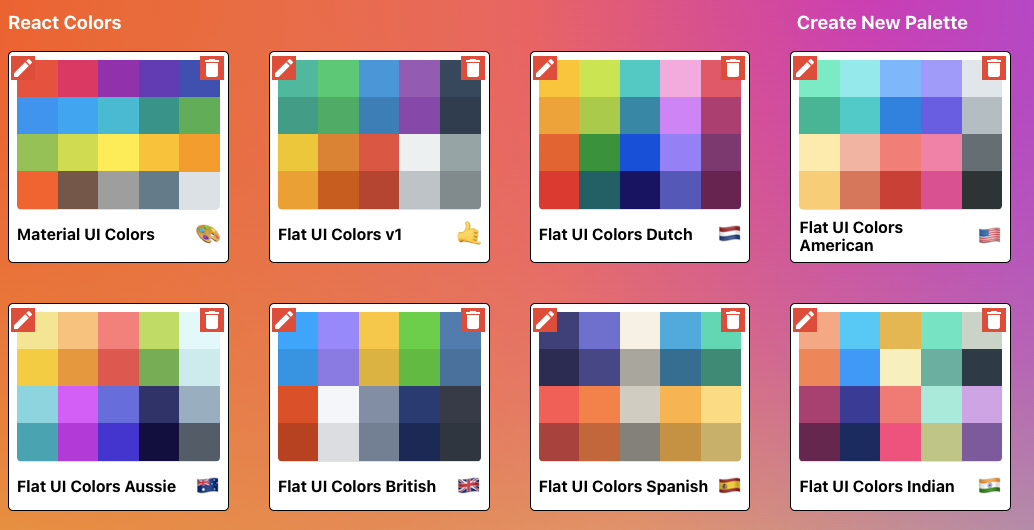 React Colors
Create New Palette
Material UI Colors
Flat UI Colors v1
Flat UI Colors Dutch
Flat UI Colors
American
Flat UI Colors Aussie
Flat UI Colors British
Flat UI Colors Spanish
Flat UI Colors Indian